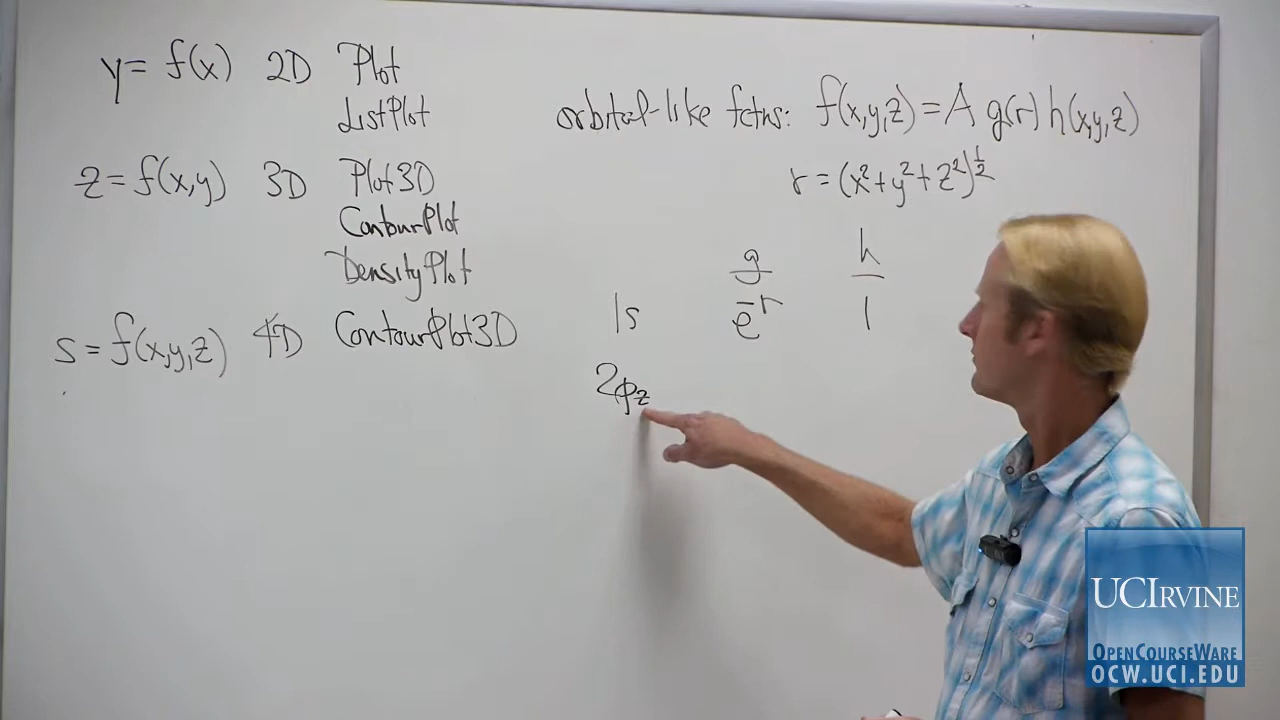 y = f(x) 2D Plot
ListPlot
z = f(x,y) 3D Plot3D
ContourPlot
DensityPlot
s = f(x,y,z) 4D ContourPlot3D
orbital-like fctns: f(x,y,z) = A g(r) h(x,y,z)
r = (x²+y²+z²)^½
g h
1s e^-r 1
2p_z
UCIRVINE
OPENCOURSEWARE
OCW.UCI.EDU